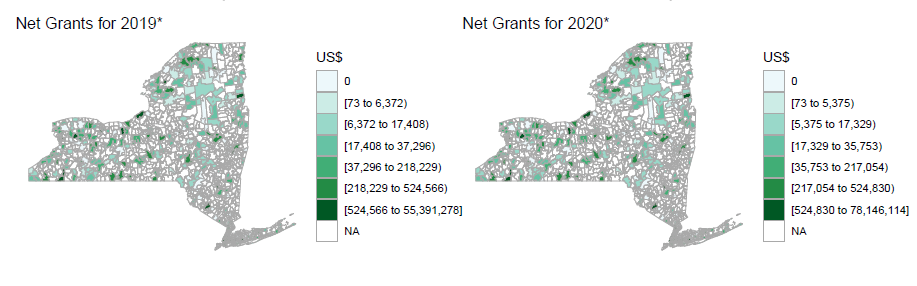 Net Grants for 2019*
US$
0
[73 to 6,372)
[6,372 to 17,408)
[17,408 to 37,296)
[37,296 to 218,229)
[218,229 to 524,566)
[524,566 to 55,391,278]
NA
Net Grants for 2020*
US$
0
[73 to 5,375)
[5,375 to 17,329)
[17,329 to 35,753)
[35,753 to 217,054)
[217,054 to 524,830)
[524,830 to 78,146,114]
NA